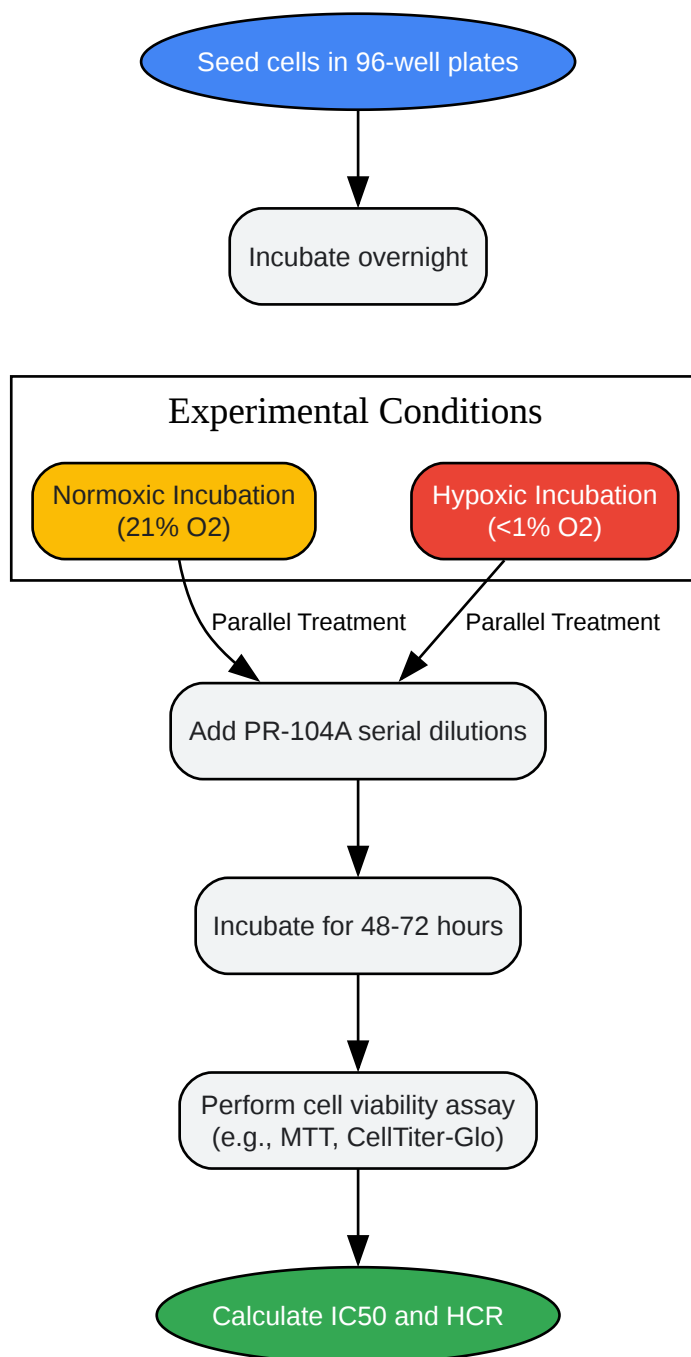 Seed cells in 96-well plates
Incubate overnight
Experimental Conditions
Normoxic Incubation
(21% O2)
Hypoxic Incubation
(<1% O2)
Parallel Treatment
Parallel Treatment
Add PR-104A serial dilutions
Incubate for 48-72 hours
Perform cell viability assay
(e.g., MTT, CellTiter-Glo)
Calculate IC50 and HCR